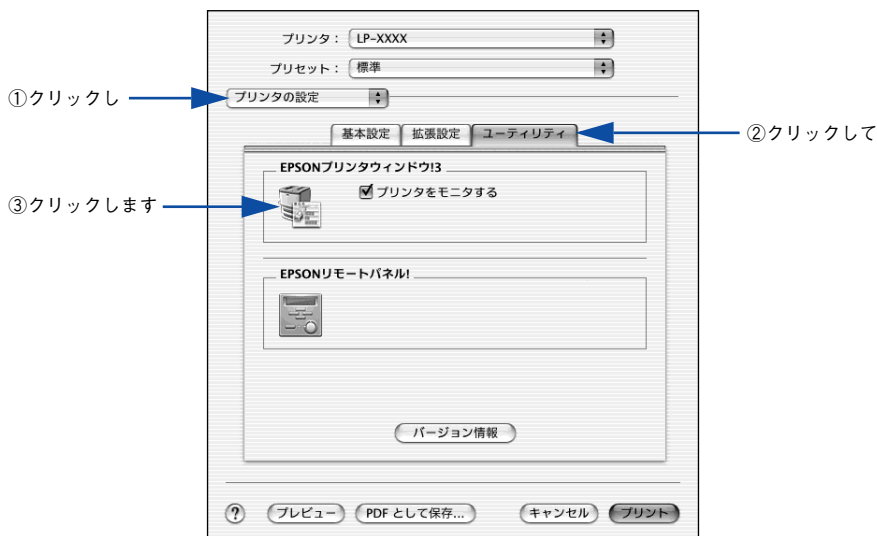 プリンタ： LP-XXXX
プリセット： 標準
①クリックし
プリンタの設定
基本設定 拡張設定 ユーティリティ
②クリックして
EPSONプリンタウィンドウ!3
プリンタをモニタする
③クリックします
EPSONリモートパネル!
バージョン情報
? プレビュー PDF として保存... キャンセル プリント